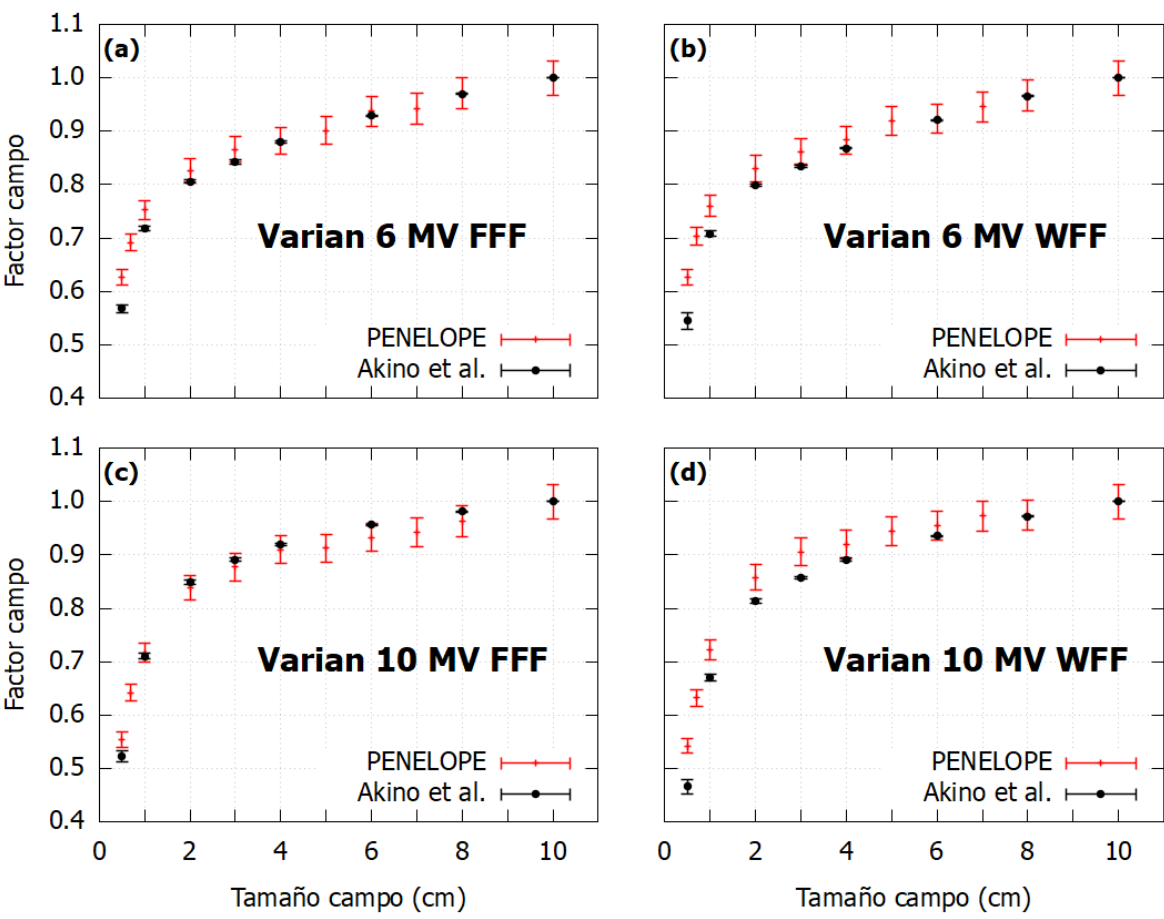 1.1
1.0
0.9
0.8
0.7
0.6
0.5
0.4
Factor campo
(a)
Varian 6 MV FFF
PENELOPE
Akino et al.
(b)
Varian 6 MV WFF
PENELOPE
Akino et al.
1.1
1.0
0.9
0.8
0.7
0.6
0.5
0.4
Factor campo
(c)
Varian 10 MV FFF
PENELOPE
Akino et al.
0 2 4 6 8 10
Tamaño campo (cm)
(d)
Varian 10 MV WFF
PENELOPE
Akino et al.
0 2 4 6 8 10
Tamaño campo (cm)